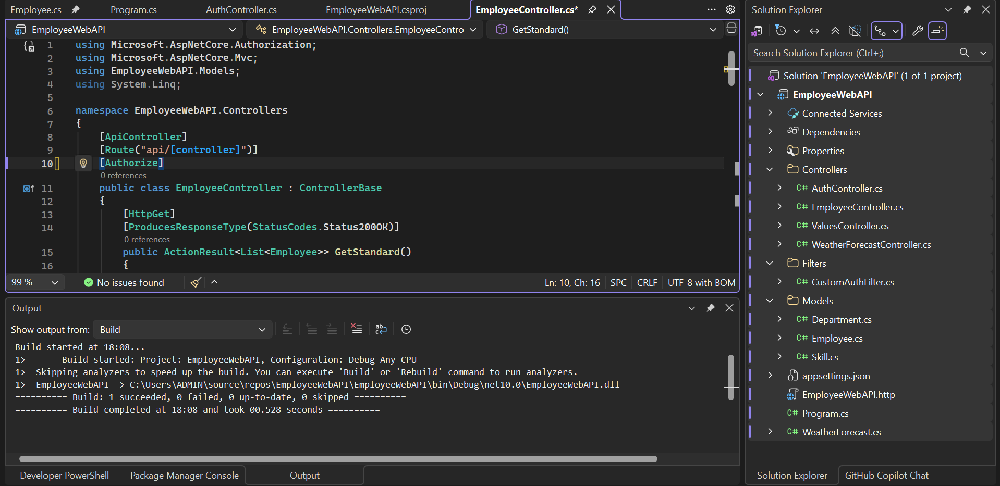 Employee.cs Program.cs AuthController.cs EmployeeWebAPI.csproj EmployeeController.cs*
EmployeeWebAPI EmployeeWebAPI.Controllers.EmployeeContro GetStandard()
1 using Microsoft.AspNetCore.Authorization;
2 using Microsoft.AspNetCore.Mvc;
3 using EmployeeWebAPI.Models;
4 using System.Linq;
5
6 namespace EmployeeWebAPI.Controllers
7 {
8 [ApiController]
9 [Route("api/[controller]")]
10 [Authorize]
0 references
11 public class EmployeeController : ControllerBase
12 {
13 [HttpGet]
14 [ProducesResponseType(StatusCodes.Status200OK)]
0 references
15 public ActionResult<List<Employee>> GetStandard()
16 {
99 % No issues found Ln: 10, Ch: 16 SPC CRLF UTF-8 with BOM
Output
Show output from: Build
Build started at 18:08...
1>------ Build started: Project: EmployeeWebAPI, Configuration: Debug Any CPU ------
1> Skipping analyzers to speed up the build. You can execute 'Build' or 'Rebuild' command to run analyzers.
1> EmployeeWebAPI -> C:\Users\ADMIN\source\repos\EmployeeWebAPI\EmployeeWebAPI\bin\Debug\net10.0\EmployeeWebAPI.dll
========== Build: 1 succeeded, 0 failed, 0 up-to-date, 0 skipped ==========
========== Build completed at 18:08 and took 00.528 seconds ==========
Developer PowerShell Package Manager Console Output
Solution Explorer
Search Solution Explorer (Ctrl+;)
Solution 'EmployeeWebAPI' (1 of 1 project)
EmployeeWebAPI
Connected Services
Dependencies
Properties
Controllers
C# AuthController.cs
C# EmployeeController.cs
C# ValuesController.cs
C# WeatherForecastController.cs
Filters
C# CustomAuthFilter.cs
Models
C# Department.cs
C# Employee.cs
C# Skill.cs
appsettings.json
EmployeeWebAPI.http
C# Program.cs
C# WeatherForecast.cs
Solution Explorer GitHub Copilot Chat